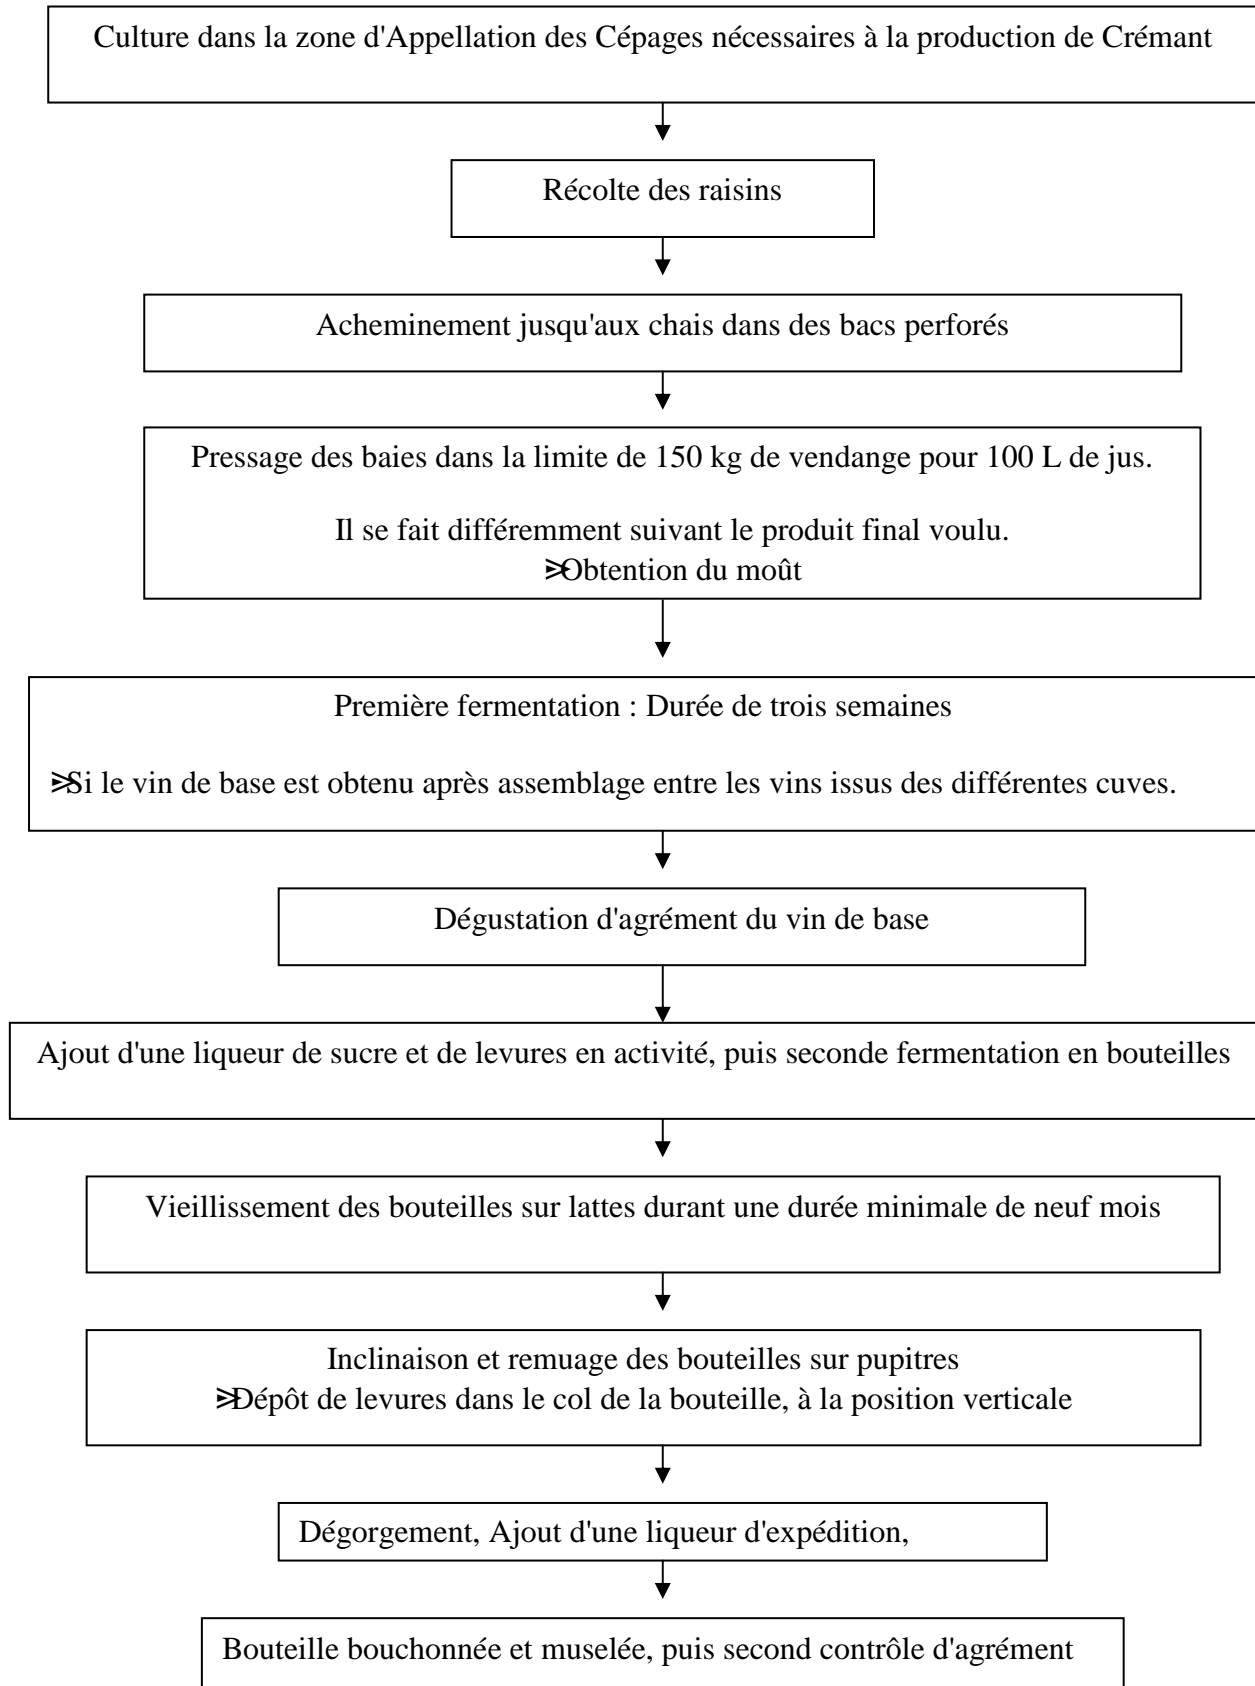 Culture dans la zone d'Appellation des Cépages nécessaires à la production de Crémant
Récolte des raisins
Acheminement jusqu'aux chais dans des bacs perforés
Pressage des baies dans la limite de 150 kg de vendange pour 100 L de jus.
Il se fait différemment suivant le produit final voulu.
➢Obtention du moût
Première fermentation : Durée de trois semaines
➢Si le vin de base est obtenu après assemblage entre les vins issus des différentes cuves.
Dégustation d'agrément du vin de base
Ajout d'une liqueur de sucre et de levures en activité, puis seconde fermentation en bouteilles
Vieillissement des bouteilles sur lattes durant une durée minimale de neuf mois
Inclinaison et remuage des bouteilles sur pupitres
➢Dépôt de levures dans le col de la bouteille, à la position verticale
Dégorgement, Ajout d'une liqueur d'expédition,
Bouteille bouchonnée et muselée, puis second contrôle d'agrément